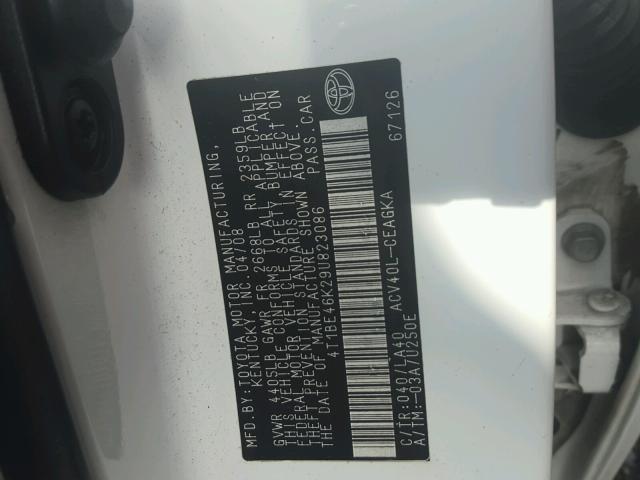 MFD.BY:TOYOTA MOTOR MANUFACTURING,
KENTUCKY, INC. 04/08
GVWR 4405LB GAWR FR 2668LB RR 2359LB
THIS VEHICLE CONFORMS TO ALL APPLICABLE
FEDERAL MOTOR VEHICLE SAFETY, BUMPER, AND
THEFT PREVENTION STANDARDS IN EFFECT ON
THE DATE OF MANUFACTURE SHOWN ABOVE.
4T1BE46K29U823086 PASS.CAR
C/TR:040/LA40 ACV40L-CEAGKA
A/TM:-03A/U250E 67126